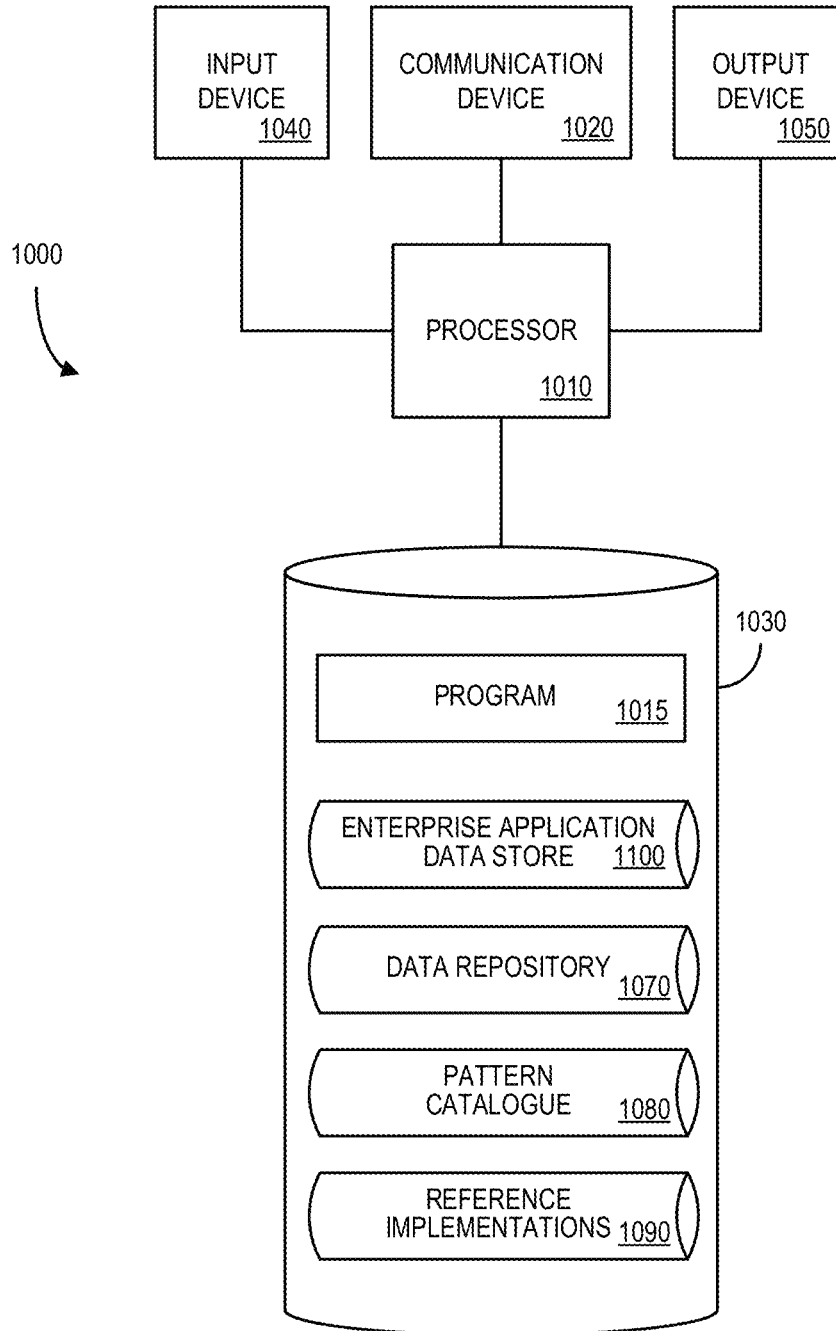 INPUT
DEVICE
1040
COMMUNICATION
DEVICE
1020
OUTPUT
DEVICE
1050
1000
PROCESSOR
1010
1030
PROGRAM
1015
ENTERPRISE APPLICATION
DATA STORE 1100
DATA REPOSITORY
1070
PATTERN
CATALOGUE 1080
REFERENCE
IMPLEMENTATIONS 1090